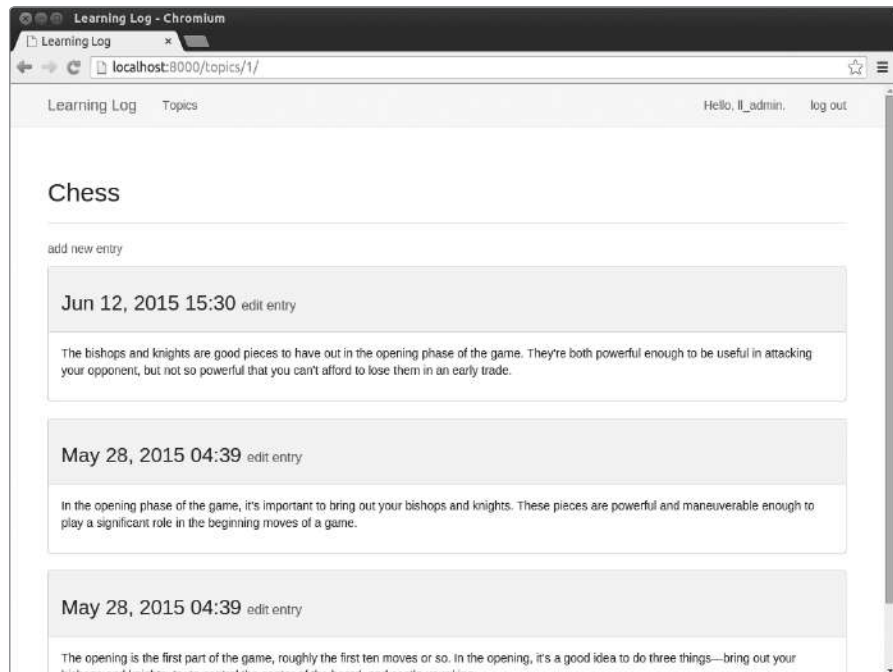 Learning Log - Chromium
Learning Log
localhost:8000/topics/1/
Learning Log Topics Hello, ll_admin. log out
Chess
add new entry
Jun 12, 2015 15:30 edit entry
The bishops and knights are good pieces to have out in the opening phase of the game. They're both powerful enough to be useful in attacking
your opponent, but not so powerful that you can't afford to lose them in an early trade.
May 28, 2015 04:39 edit entry
In the opening phase of the game, it's important to bring out your bishops and knights. These pieces are powerful and maneuverable enough to
play a significant role in the beginning moves of a game.
May 28, 2015 04:39 edit entry
The opening is the first part of the game, roughly the first ten moves or so. In the opening, it's a good idea to do three things—bring out your